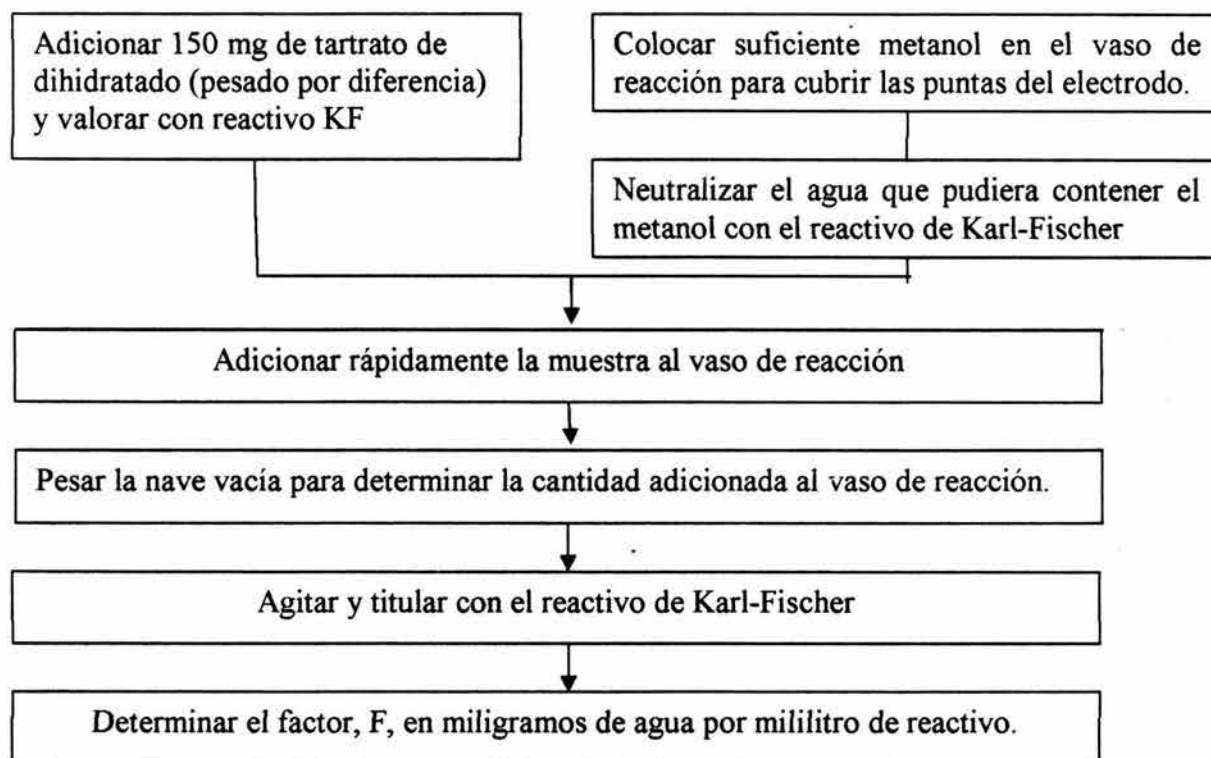 Adicionar 150 mg de tartrato de
dihidratado (pesado por diferencia)
y valorar con reactivo KF
Colocar suficiente metanol en el vaso de
reacción para cubrir las puntas del electrodo.
Neutralizar el agua que pudiera contener el
metanol con el reactivo de Karl-Fischer
Adicionar rápidamente la muestra al vaso de reacción
Pesar la nave vacía para determinar la cantidad adicionada al vaso de reacción.
Agitar y titular con el reactivo de Karl-Fischer
Determinar el factor, F, en miligramos de agua por mililitro de reactivo.